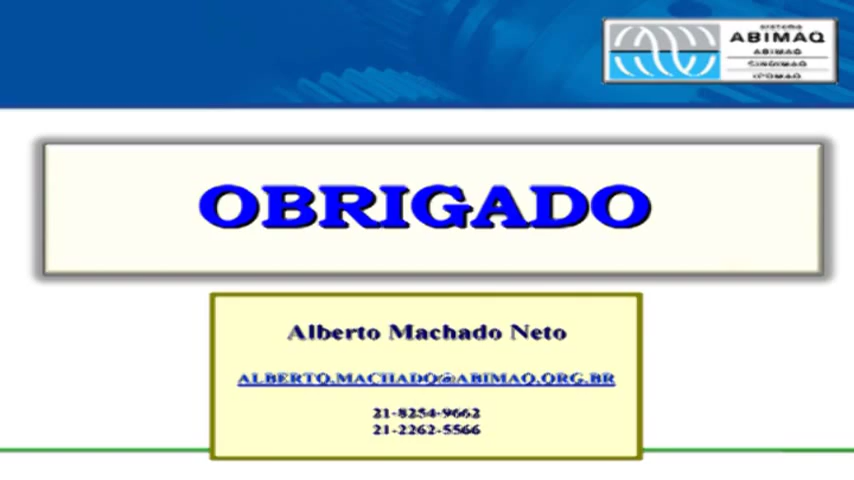 SISTEMA
ABIMAQ
ABIMAQ
SINDIMAQ
IPDMAQ
OBRIGADO
Alberto Machado Neto
ALBERTO.MACHADO@ABIMAQ.ORG.BR
21-8254-9662
21-2262-5566